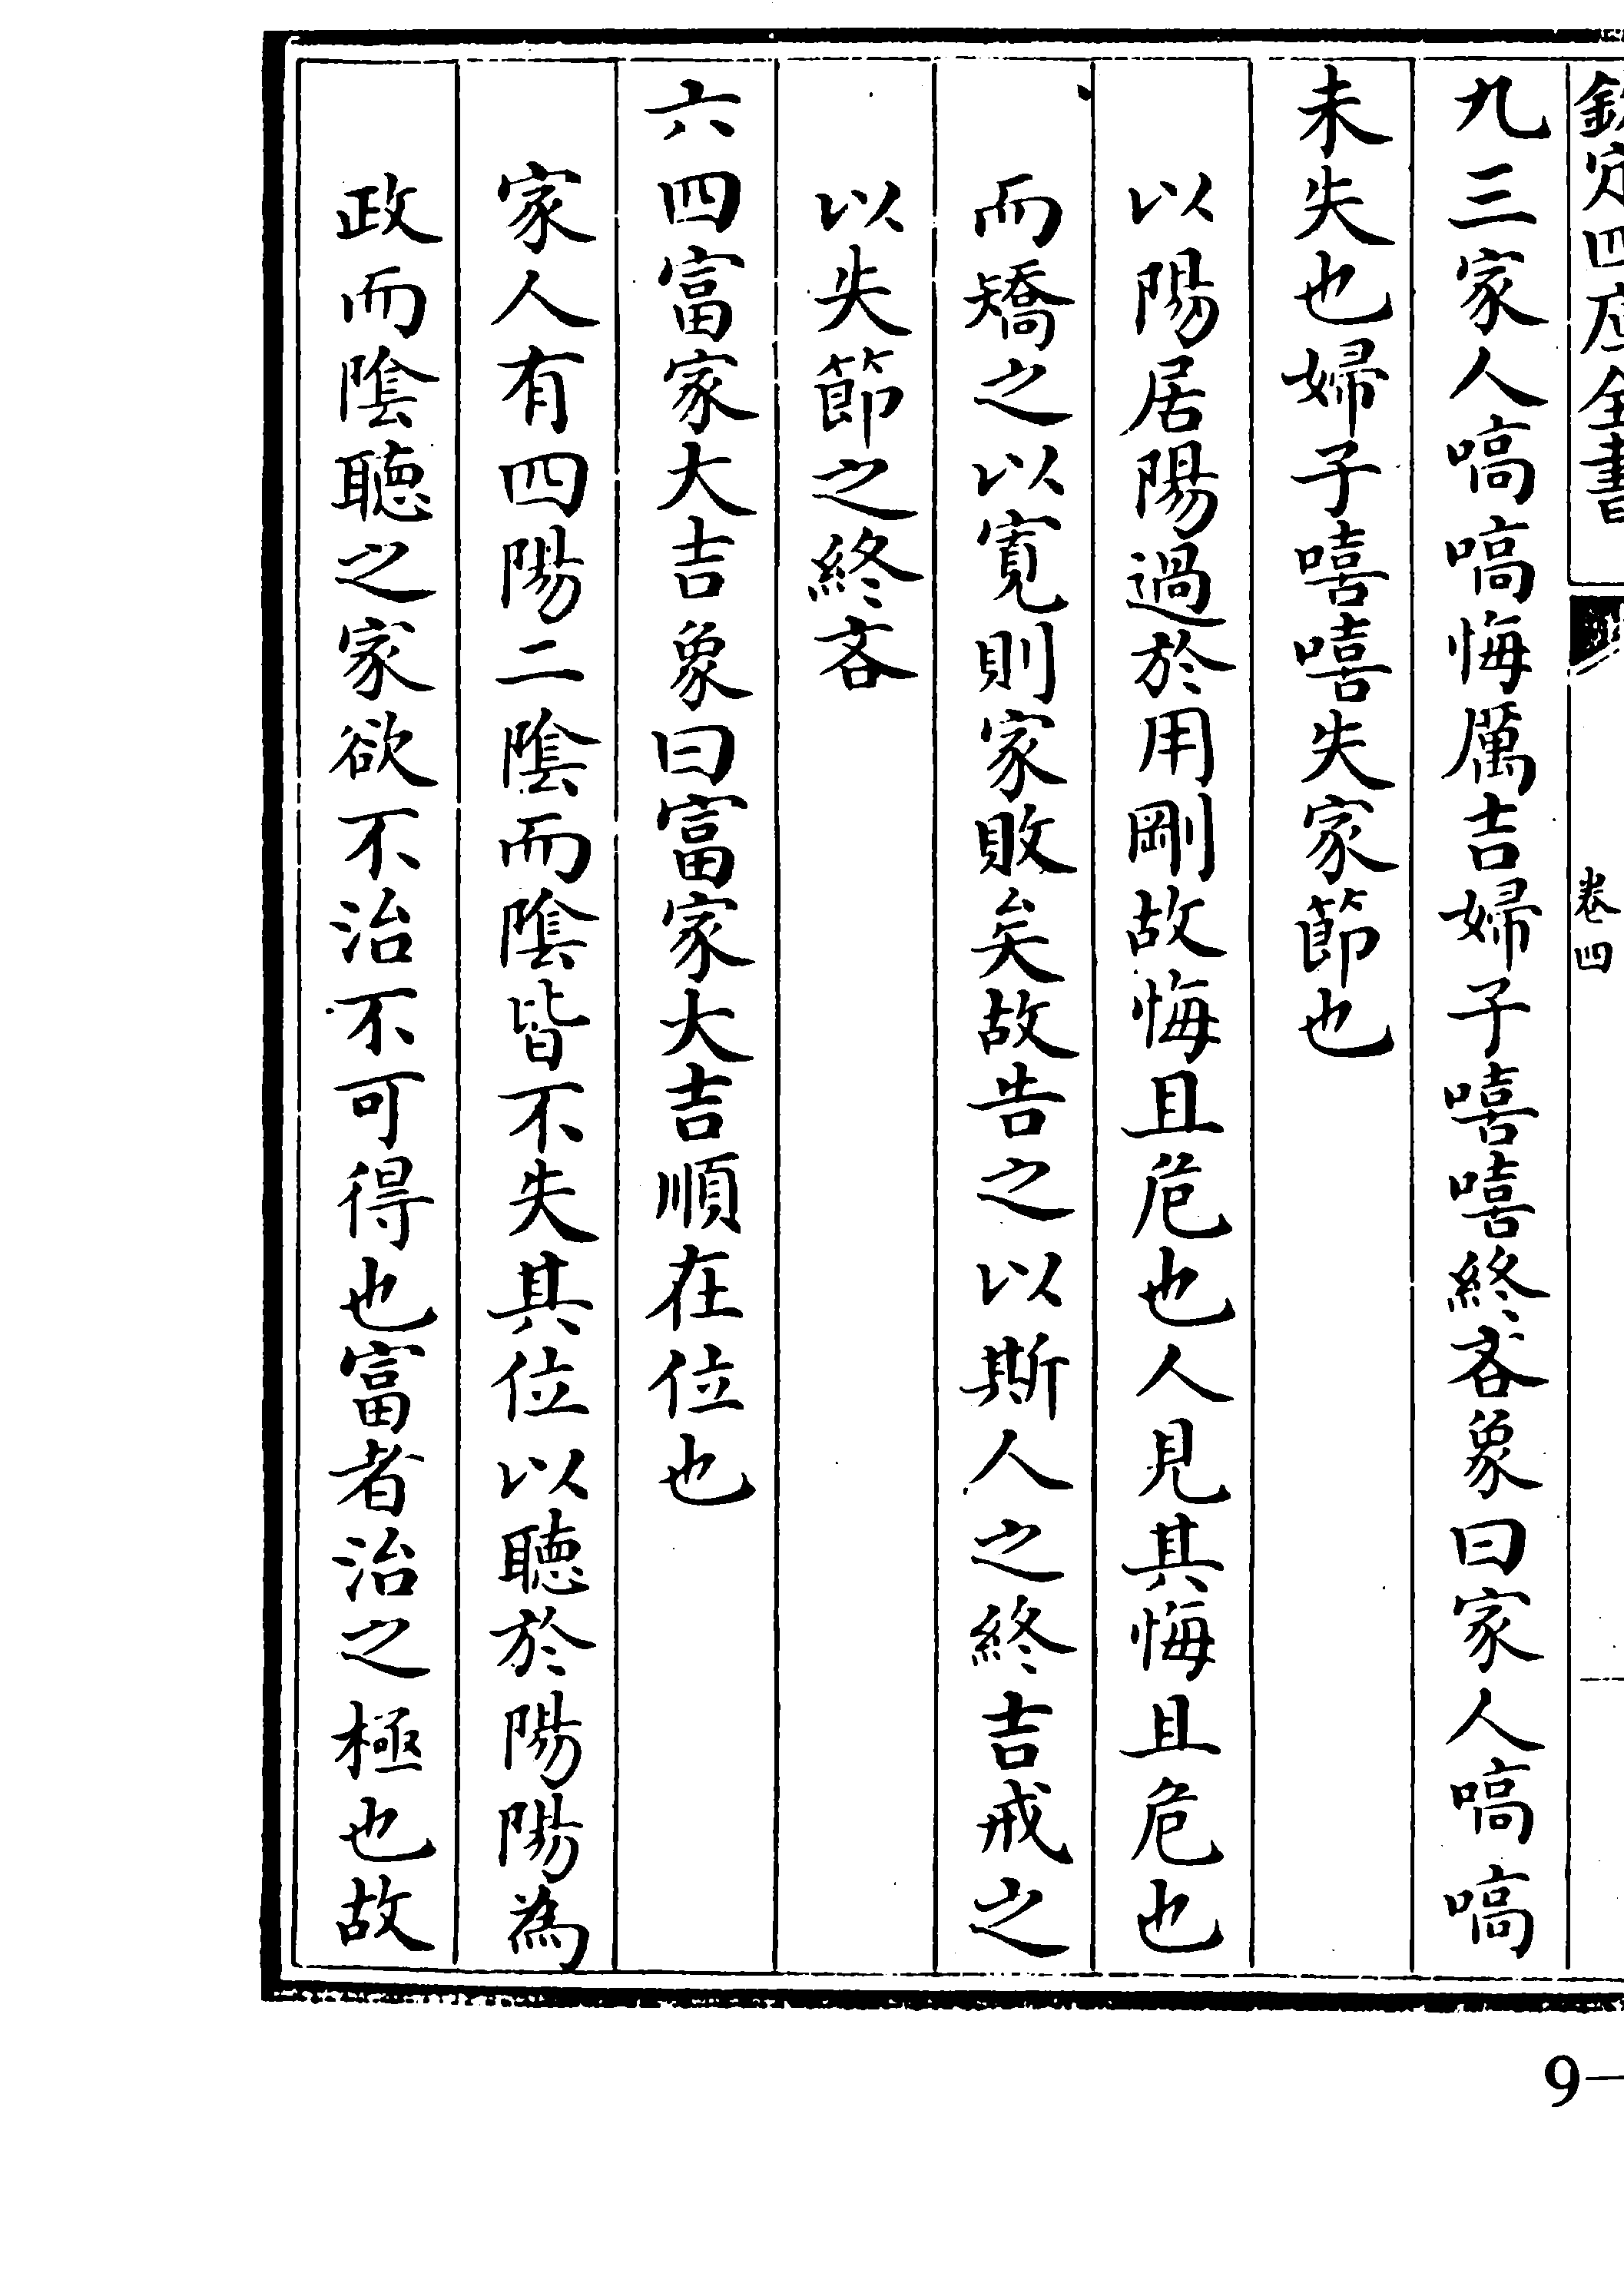 欽定四庫全書
卷四
九三家人嗃嗃悔厲吉婦子嘻嘻終吝象曰家人嗃嗃
未失也婦子嘻嘻失家節也
以陽居陽過於用剛故悔且危也人見其悔且危也
而矯之以寛則家敗矣故告之以斯人之終吉戒之
以失節之終吝
六四富家大吉象曰富家大吉順在位也
家人有四陽二陰而陰皆不失其位以聽於陽陽為
政而陰聽之家欲不治不可得也富者治之極也故
9